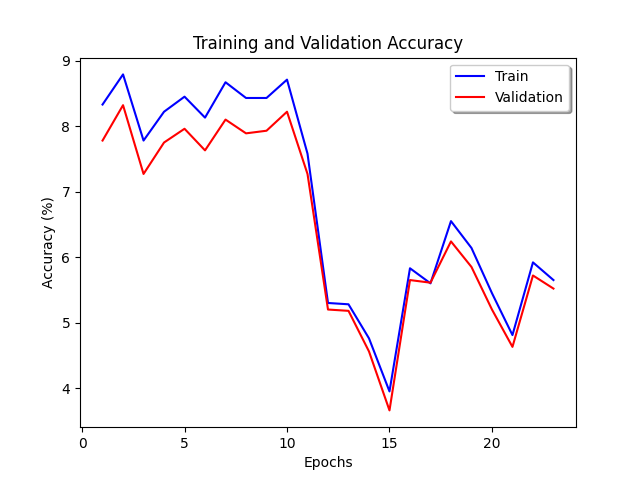 Training and Validation Accuracy
Train
Validation
9
8
7
6
5
4
Accuracy (%)
0
5
10
15
20
Epochs